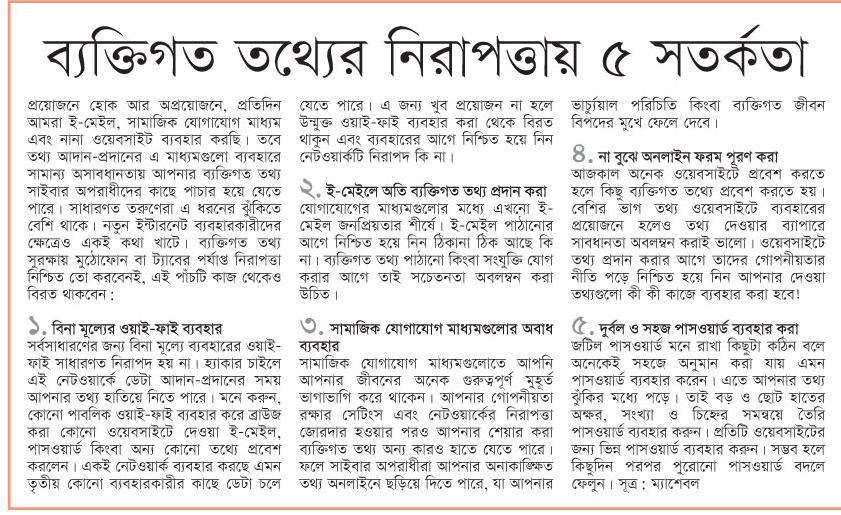 ব্যক্তিগত তথ্যের নিরাপত্তায় ৫ সতর্কতা
প্রয়োজনে হোক আর অপ্রয়োজনে, প্রতিদিন
আমরা ই-মেইল, সামাজিক যোগাযোগ মাধ্যম
এবং নানা ওয়েবসাইট ব্যবহার করছি। তবে
তথ্য আদান-প্রদানের এ মাধ্যমগুলো ব্যবহারে
সামান্য অসাবধানতায় আপনার ব্যক্তিগত তথ্য
সাইবার অপরাধীদের কাছে পাচার হয়ে যেতে
পারে। সাধারণত তরুণেরা এ ধরনের ঝুঁকিতে
বেশি থাকে। নতুন ইন্টারনেট ব্যবহারকারীদের
ক্ষেত্রেও একই কথা খাটে। ব্যক্তিগত তথ্য
সুরক্ষায় মুঠোফোন বা ট্যাবের পর্যাপ্ত নিরাপত্তা
নিশ্চিত তো করবেনই, এই পাঁচটি কাজ থেকেও
বিরত থাকবেন :
১. বিনা মূল্যের ওয়াই-ফাই ব্যবহার
সর্বসাধারণের জন্য বিনা মূল্যে ব্যবহারের ওয়াই-
ফাই সাধারণত নিরাপদ হয় না। হ্যাকার চাইলে
এই নেটওয়ার্কে ডেটা আদান-প্রদানের সময়
আপনার তথ্য হাতিয়ে নিতে পারে। মনে করুন,
কোনো পাবলিক ওয়াই-ফাই ব্যবহার করে ব্রাউজ
করা কোনো ওয়েবসাইটে দেওয়া ই-মেইল,
পাসওয়ার্ড কিংবা অন্য কোনো তথ্যে প্রবেশ
করলেন। একই নেটওয়ার্ক ব্যবহার করছে এমন
তৃতীয় কোনো ব্যবহারকারীর কাছে ডেটা চলে
যেতে পারে। এ জন্য খুব প্রয়োজন না হলে
উন্মুক্ত ওয়াই-ফাই ব্যবহার করা থেকে বিরত
থাকুন এবং ব্যবহারের আগে নিশ্চিত হয়ে নিন
নেটওয়ার্কটি নিরাপদ কি না।
২. ই-মেইলে অতি ব্যক্তিগত তথ্য প্রদান করা
যোগাযোগের মাধ্যমগুলোর মধ্যে এখনো ই-
মেইল জনপ্রিয়তার শীর্ষে। ই-মেইল পাঠানোর
আগে নিশ্চিত হয়ে নিন ঠিকানা ঠিক আছে কি
না। ব্যক্তিগত তথ্য পাঠানো কিংবা সংযুক্তি যোগ
করার আগে তাই সচেতনতা অবলম্বন করা
উচিত।
৩. সামাজিক যোগাযোগ মাধ্যমগুলোর অবাধ
ব্যবহার
সামাজিক যোগাযোগ মাধ্যমগুলোতে আপনি
আপনার জীবনের অনেক গুরুত্বপূর্ণ মুহূর্ত
ভাগাভাগি করে থাকেন। আপনার গোপনীয়তা
রক্ষার সেটিংস এবং নেটওয়ার্কের নিরাপত্তা
জোরদার হওয়ার পরও আপনার শেয়ার করা
ব্যক্তিগত তথ্য অন্য কারও হাতে যেতে পারে।
ফলে সাইবার অপরাধীরা আপনার অনাকাঙ্ক্ষিত
তথ্য অনলাইনে ছড়িয়ে দিতে পারে, যা আপনার
ভার্চ্যুয়াল পরিচিতি কিংবা ব্যক্তিগত জীবন
বিপদের মুখে ফেলে দেবে।
৪. না বুঝে অনলাইন ফরম পূরণ করা
আজকাল অনেক ওয়েবসাইটে প্রবেশ করতে
হলে কিছু ব্যক্তিগত তথ্যে প্রবেশ করতে হয়।
বেশির ভাগ তথ্য ওয়েবসাইটে ব্যবহারের
প্রয়োজনে হলেও তথ্য দেওয়ার ব্যাপারে
সাবধানতা অবলম্বন করাই ভালো। ওয়েবসাইটে
তথ্য প্রদান করার আগে তাদের গোপনীয়তার
নীতি পড়ে নিশ্চিত হয়ে নিন আপনার দেওয়া
তথ্যগুলো কী কী কাজে ব্যবহার করা হবে!
৫. দুর্বল ও সহজ পাসওয়ার্ড ব্যবহার করা
জটিল পাসওয়ার্ড মনে রাখা কিছুটা কঠিন বলে
অনেকেই সহজে অনুমান করা যায় এমন
পাসওয়ার্ড ব্যবহার করেন। এতে আপনার তথ্য
ঝুঁকির মধ্যে পড়ে। তাই বড় ও ছোট হাতের
অক্ষর, সংখ্যা ও চিহ্নের সমন্বয়ে তৈরি
পাসওয়ার্ড ব্যবহার করুন। প্রতিটি ওয়েবসাইটের
জন্য ভিন্ন পাসওয়ার্ড ব্যবহার করুন। সম্ভব হলে
কিছুদিন পরপর পুরোনো পাসওয়ার্ড বদলে
ফেলুন। সূত্র : ম্যাশেবল